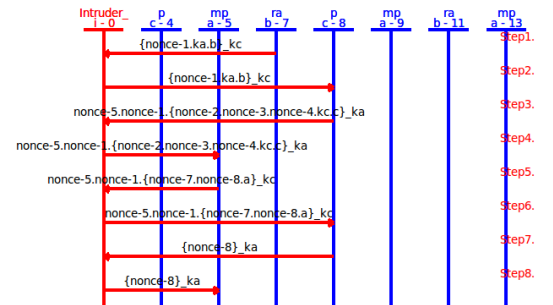 Intruder_ p mp ra p mp ra mp
i - 0 c - 4 a - 5 b - 7 c - 8 a - 9 b - 11 a - 13
Step1.
{nonce-1.ka.b}_kc
Step2.
{nonce-1.ka.b}_kc
Step3.
nonce-5.nonce-1.{nonce-2.nonce-3.nonce-4.kc.c}_ka
Step4.
nonce-5.nonce-1.{nonce-2.nonce-3.nonce-4.kc.c}_ka
Step5.
nonce-5.nonce-1.{nonce-7.nonce-8.a}_kc
Step6.
nonce-5.nonce-1.{nonce-7.nonce-8.a}_kc
Step7.
{nonce-8}_ka
Step8.
{nonce-8}_ka